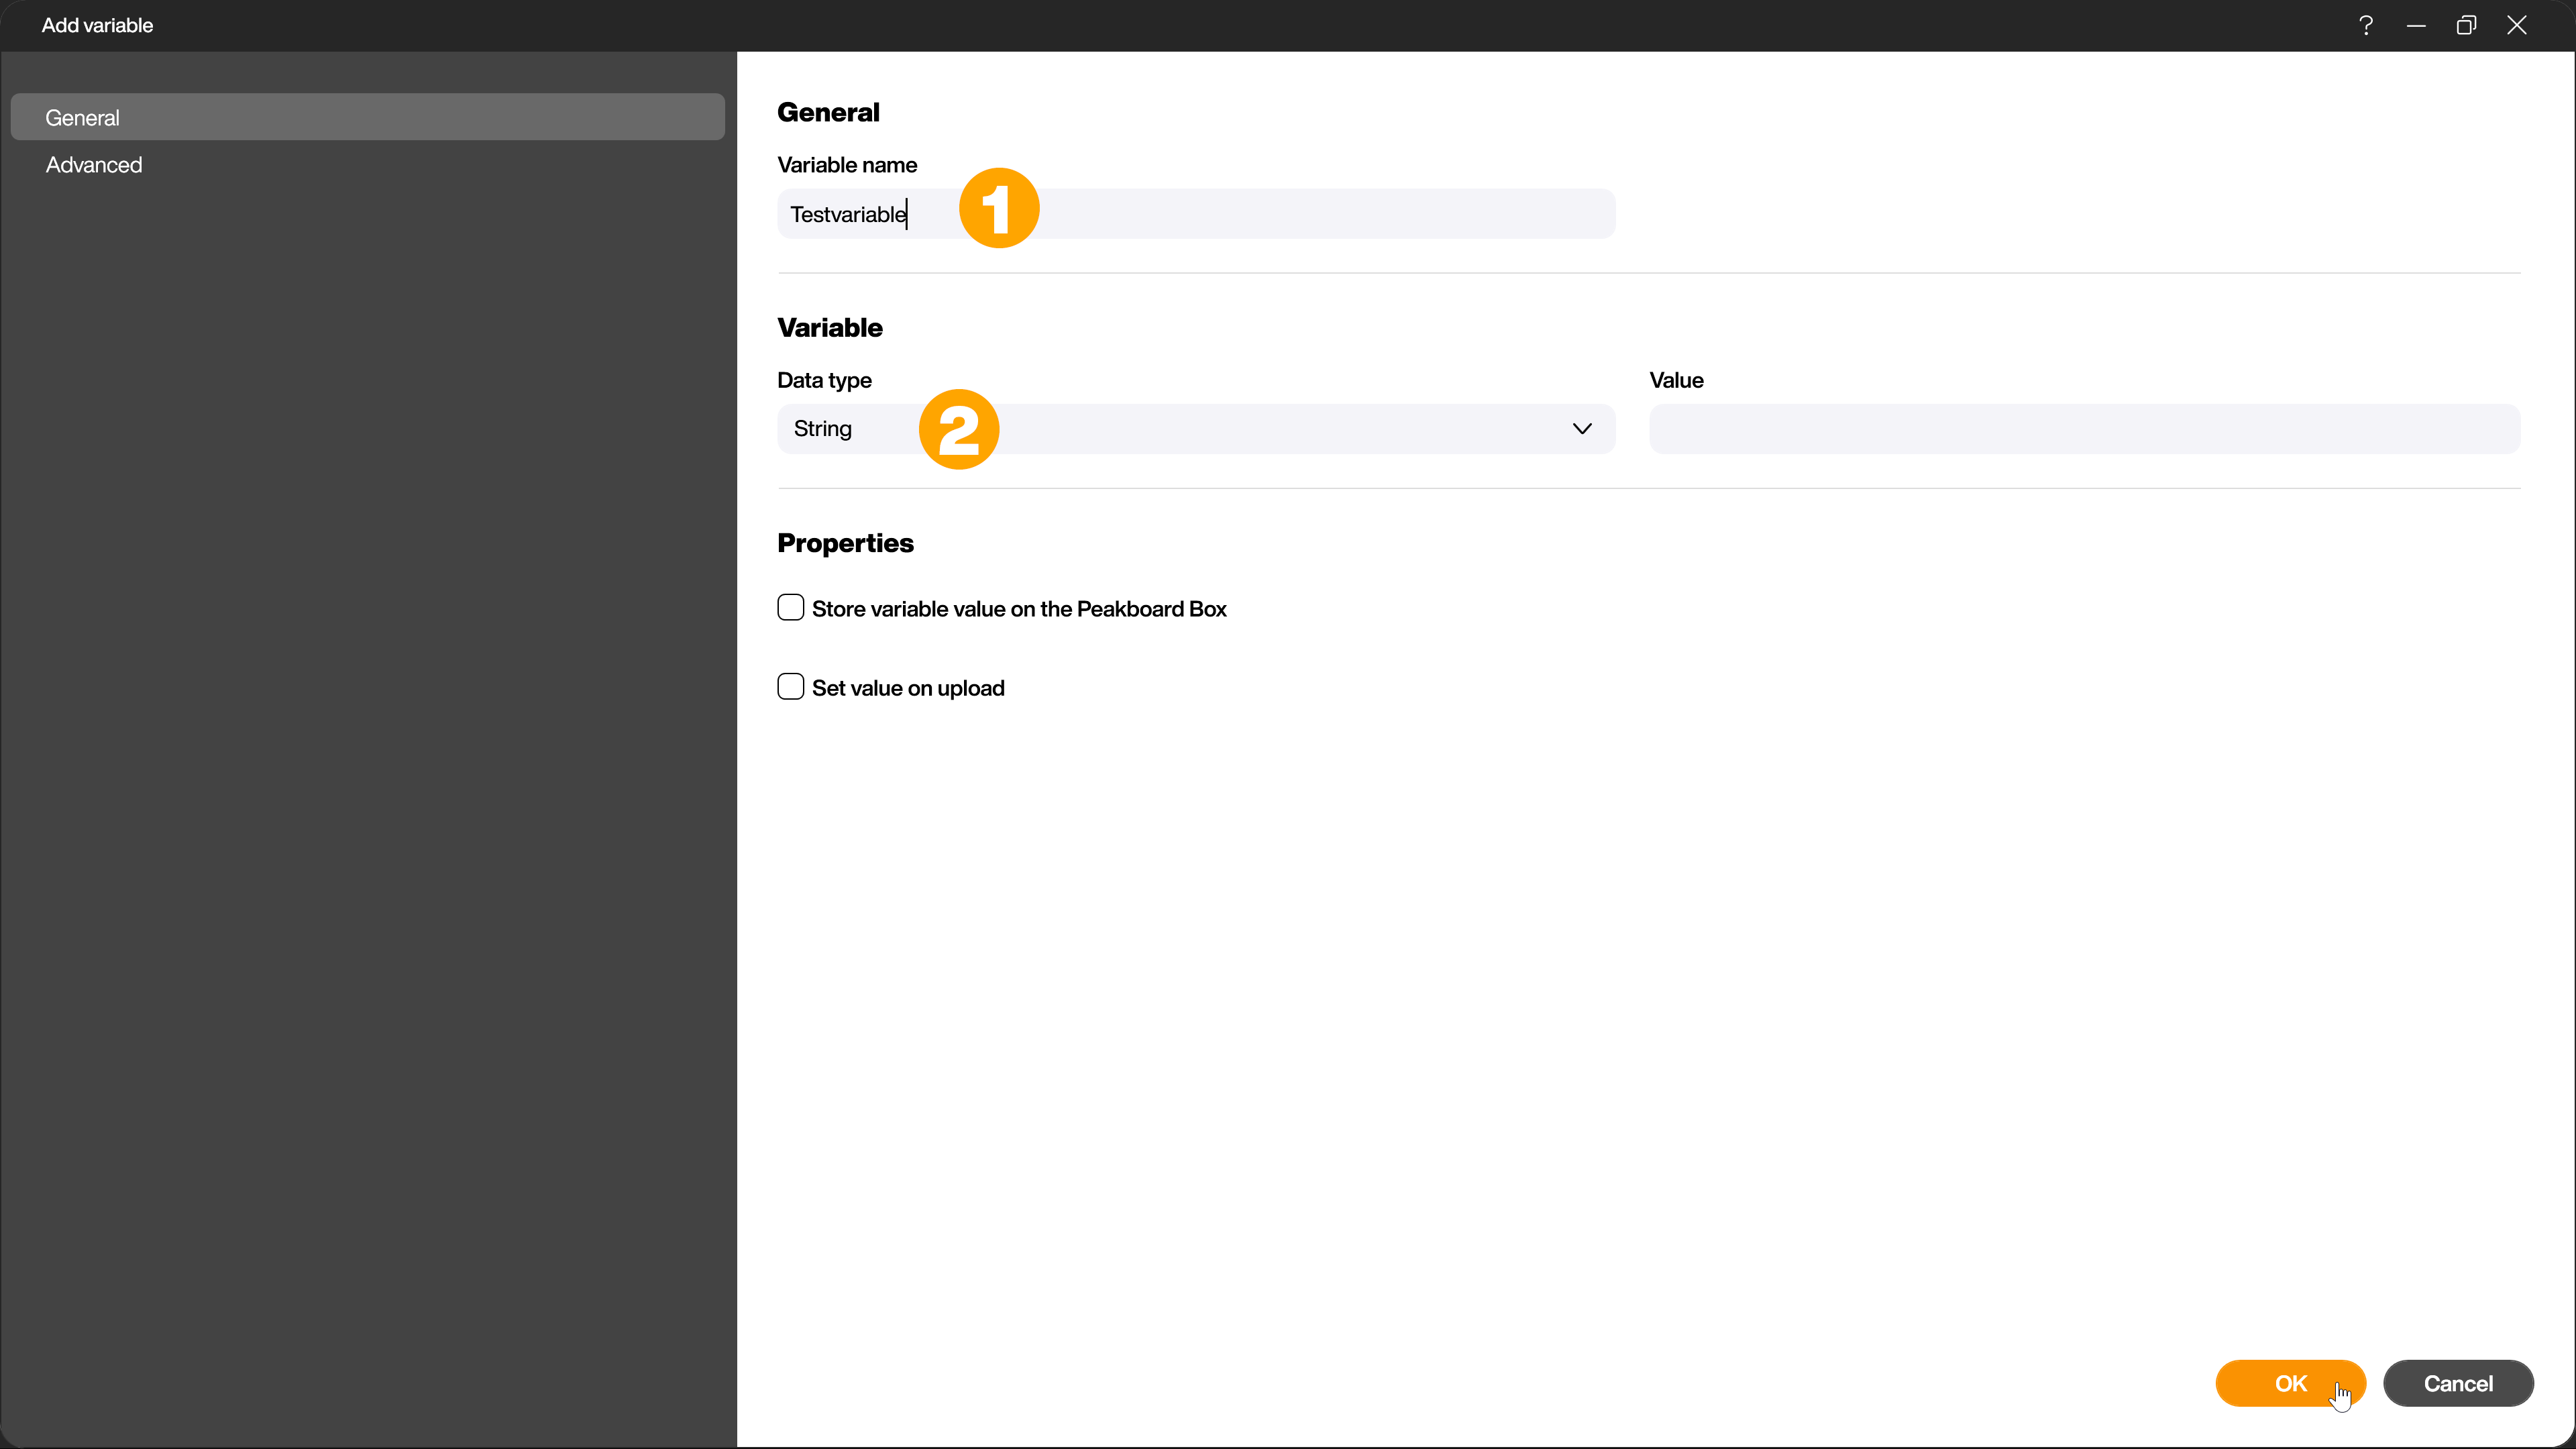 Add variable
General
Advanced
General
Variable name
Testvariable
1
Variable
Data type
Value
String
2
Properties
Store variable value on the Peakboard Box
Set value on upload
OK
Cancel